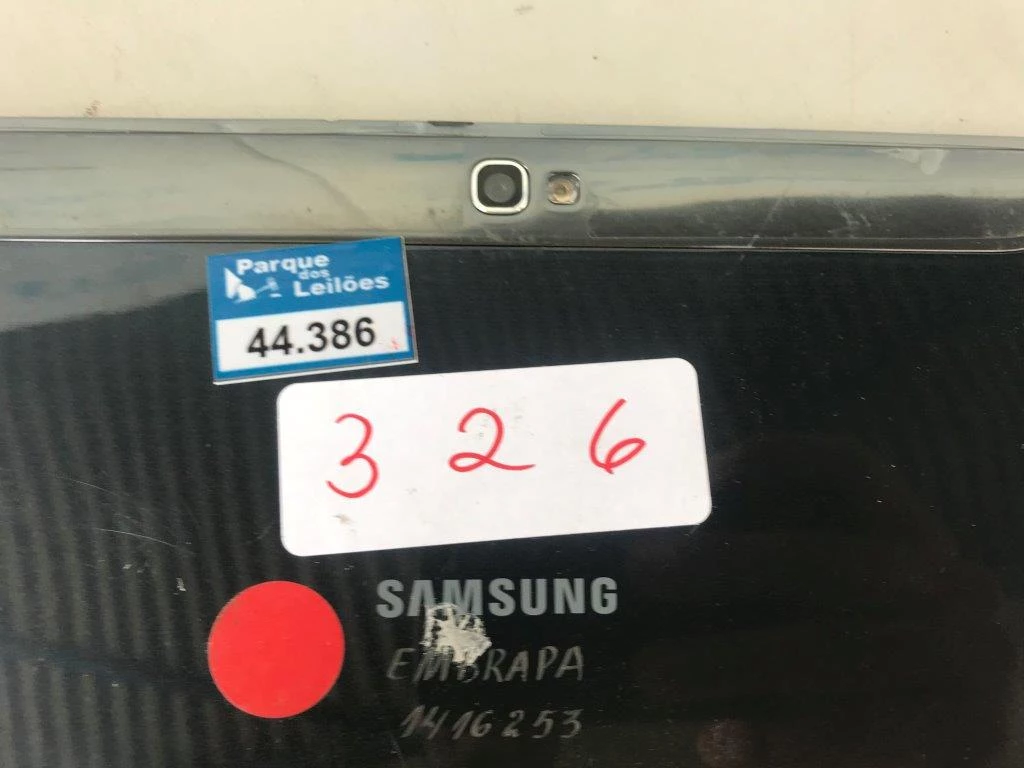 Parque
dos
Leilões
44.386
3 2 6
SAMSUNG
EMBRAPA
1416253